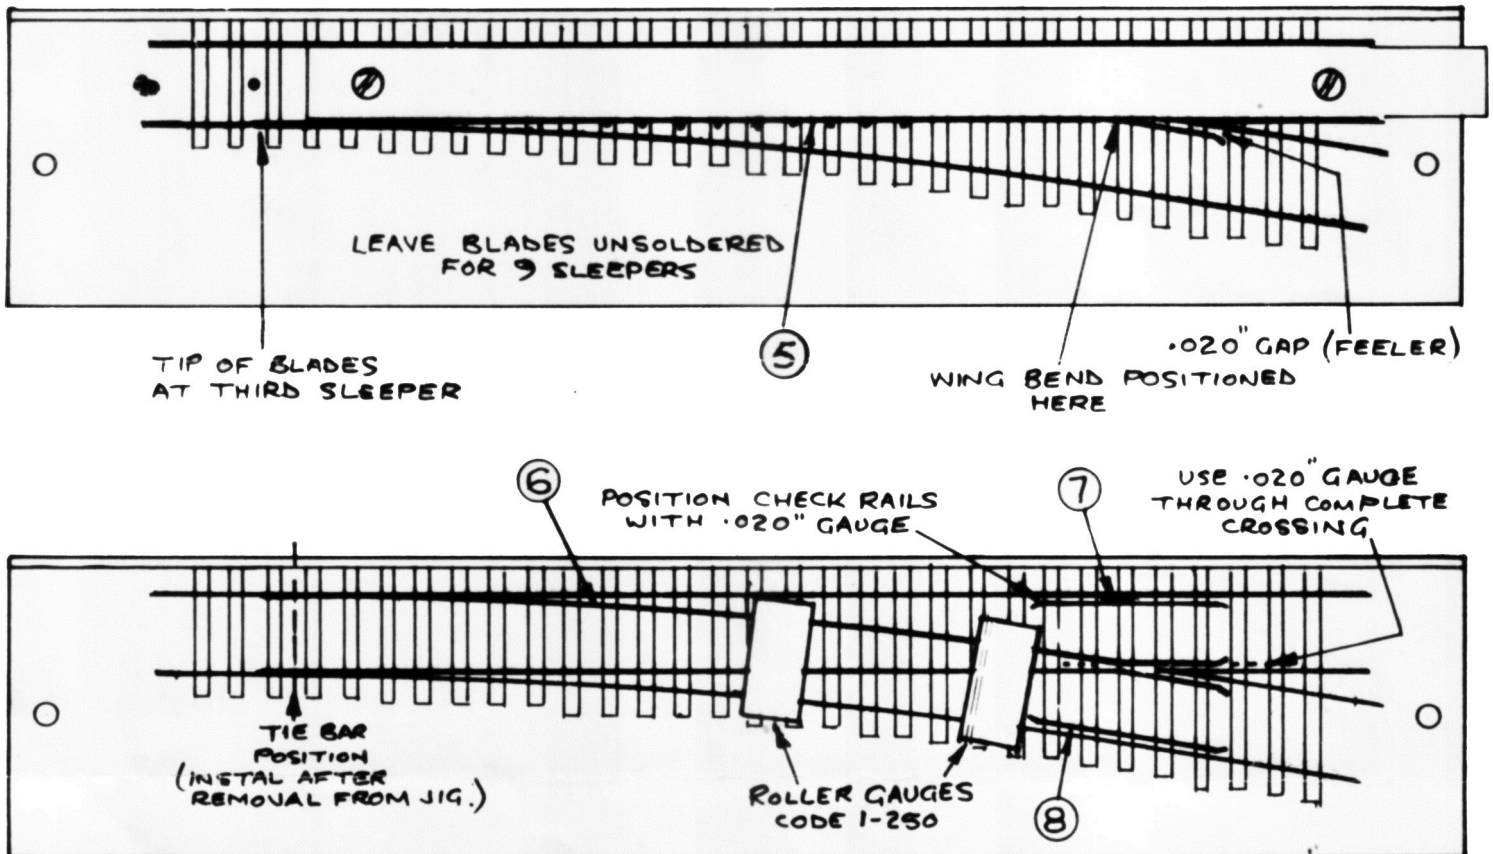 LEAVE BLADES UNSOLDERED
FOR 9 SLEEPERS
5
TIP OF BLADES
AT THIRD SLEEPER
.020" GAP (FEELER)
WING BEND POSITIONED
HERE
6
POSITION CHECK RAILS
WITH .020" GAUGE
7
USE .020" GAUGE
THROUGH COMPLETE
CROSSING
TIE BAR
POSITION
(INSTAL AFTER
REMOVAL FROM JIG.)
ROLLER GAUGES
CODE 1-250
8